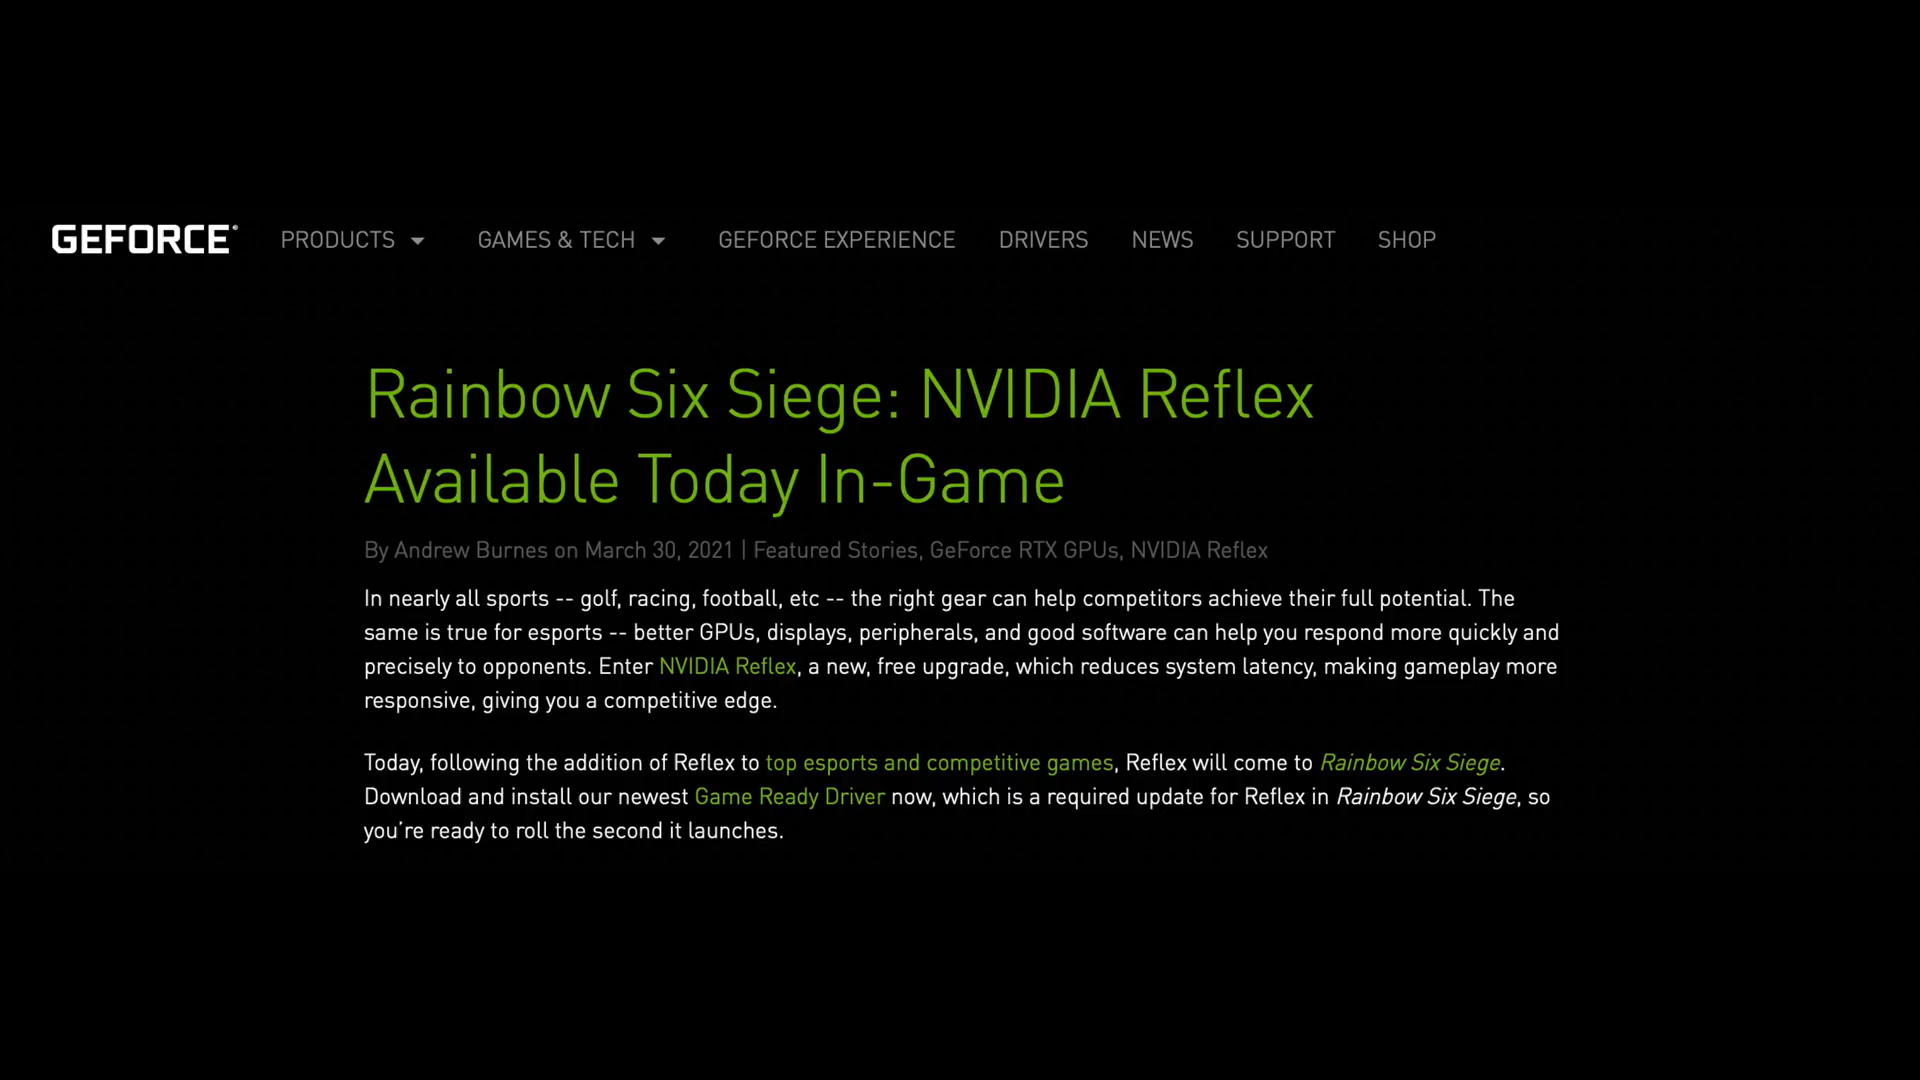 GEFORCE® PRODUCTS GAMES & TECH GEFORCE EXPERIENCE DRIVERS NEWS SUPPORT SHOP
Rainbow Six Siege: NVIDIA Reflex
Available Today In-Game
By Andrew Burnes on March 30, 2021 | Featured Stories, GeForce RTX GPUs, NVIDIA Reflex
In nearly all sports -- golf, racing, football, etc -- the right gear can help competitors achieve their full potential. The
same is true for esports -- better GPUs, displays, peripherals, and good software can help you respond more quickly and
precisely to opponents. Enter NVIDIA Reflex, a new, free upgrade, which reduces system latency, making gameplay more
responsive, giving you a competitive edge.
Today, following the addition of Reflex to top esports and competitive games, Reflex will come to Rainbow Six Siege.
Download and install our newest Game Ready Driver now, which is a required update for Reflex in Rainbow Six Siege, so
you’re ready to roll the second it launches.